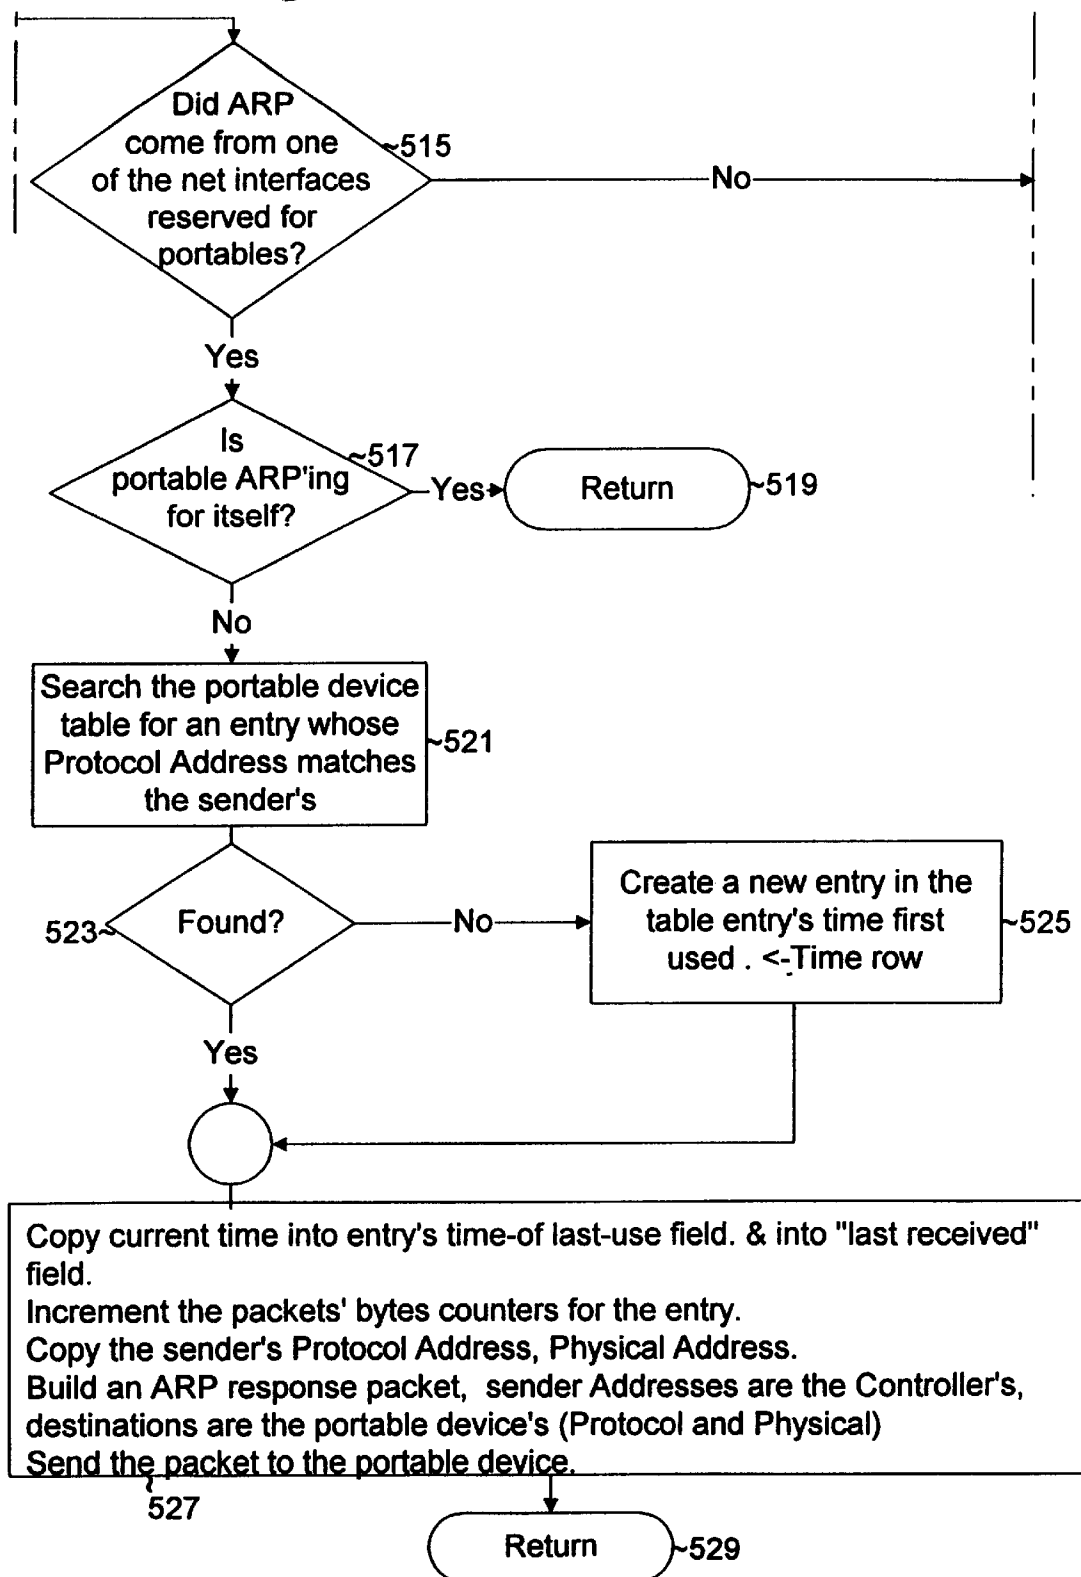 Did ARP
come from one
of the net interfaces
reserved for
portables?
~515
No
Yes
Is
portable ARP'ing
for itself?
~517
Yes
Return
~519
No
Search the portable device
table for an entry whose
Protocol Address matches
the sender's
~521
523~
Found?
No
Create a new entry in the
table entry's time first
used . <-Time row
~525
Yes
Copy current time into entry's time-of last-use field. & into "last received"
field.
Increment the packets' bytes counters for the entry.
Copy the sender's Protocol Address, Physical Address.
Build an ARP response packet, sender Addresses are the Controller's,
destinations are the portable device's (Protocol and Physical)
Send the packet to the portable device.
~
527
Return
~529